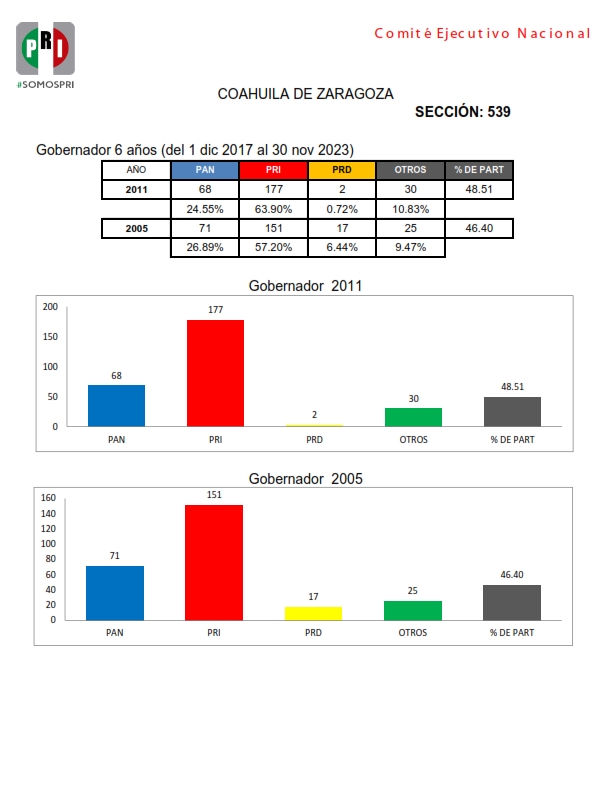 Comité Ejecutivo Nacional
PRI
#SOMOSPRI
COAHUILA DE ZARAGOZA
SECCIÓN: 539
Gobernador 6 años (del 1 dic 2017 al 30 nov 2023)
AÑO PAN PRI PRD OTROS % DE PART
2011 68 177 2 30 48.51
24.55% 63.90% 0.72% 10.83%
2005 71 151 17 25 46.40
26.89% 57.20% 6.44% 9.47%
Gobernador 2011
200
150
100
50
0
68
177
2
30
48.51
PAN PRI PRD OTROS % DE PART
Gobernador 2005
160
140
120
100
80
60
40
20
0
71
151
17
25
46.40
PAN PRI PRD OTROS % DE PART